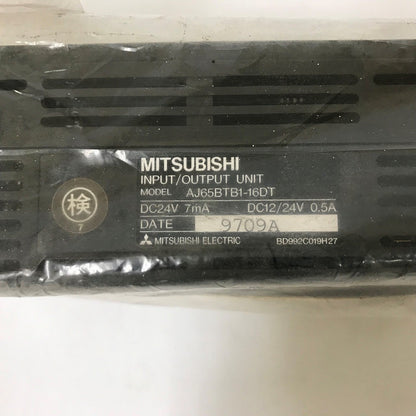 MITSUBISHI
INPUT/OUTPUT UNIT
MODEL AJ65BTB1-16DT
DC24V 7mA DC12/24V 0.5A
DATE 9709A
MITSUBISHI ELECTRIC BD992C019H27
検
7